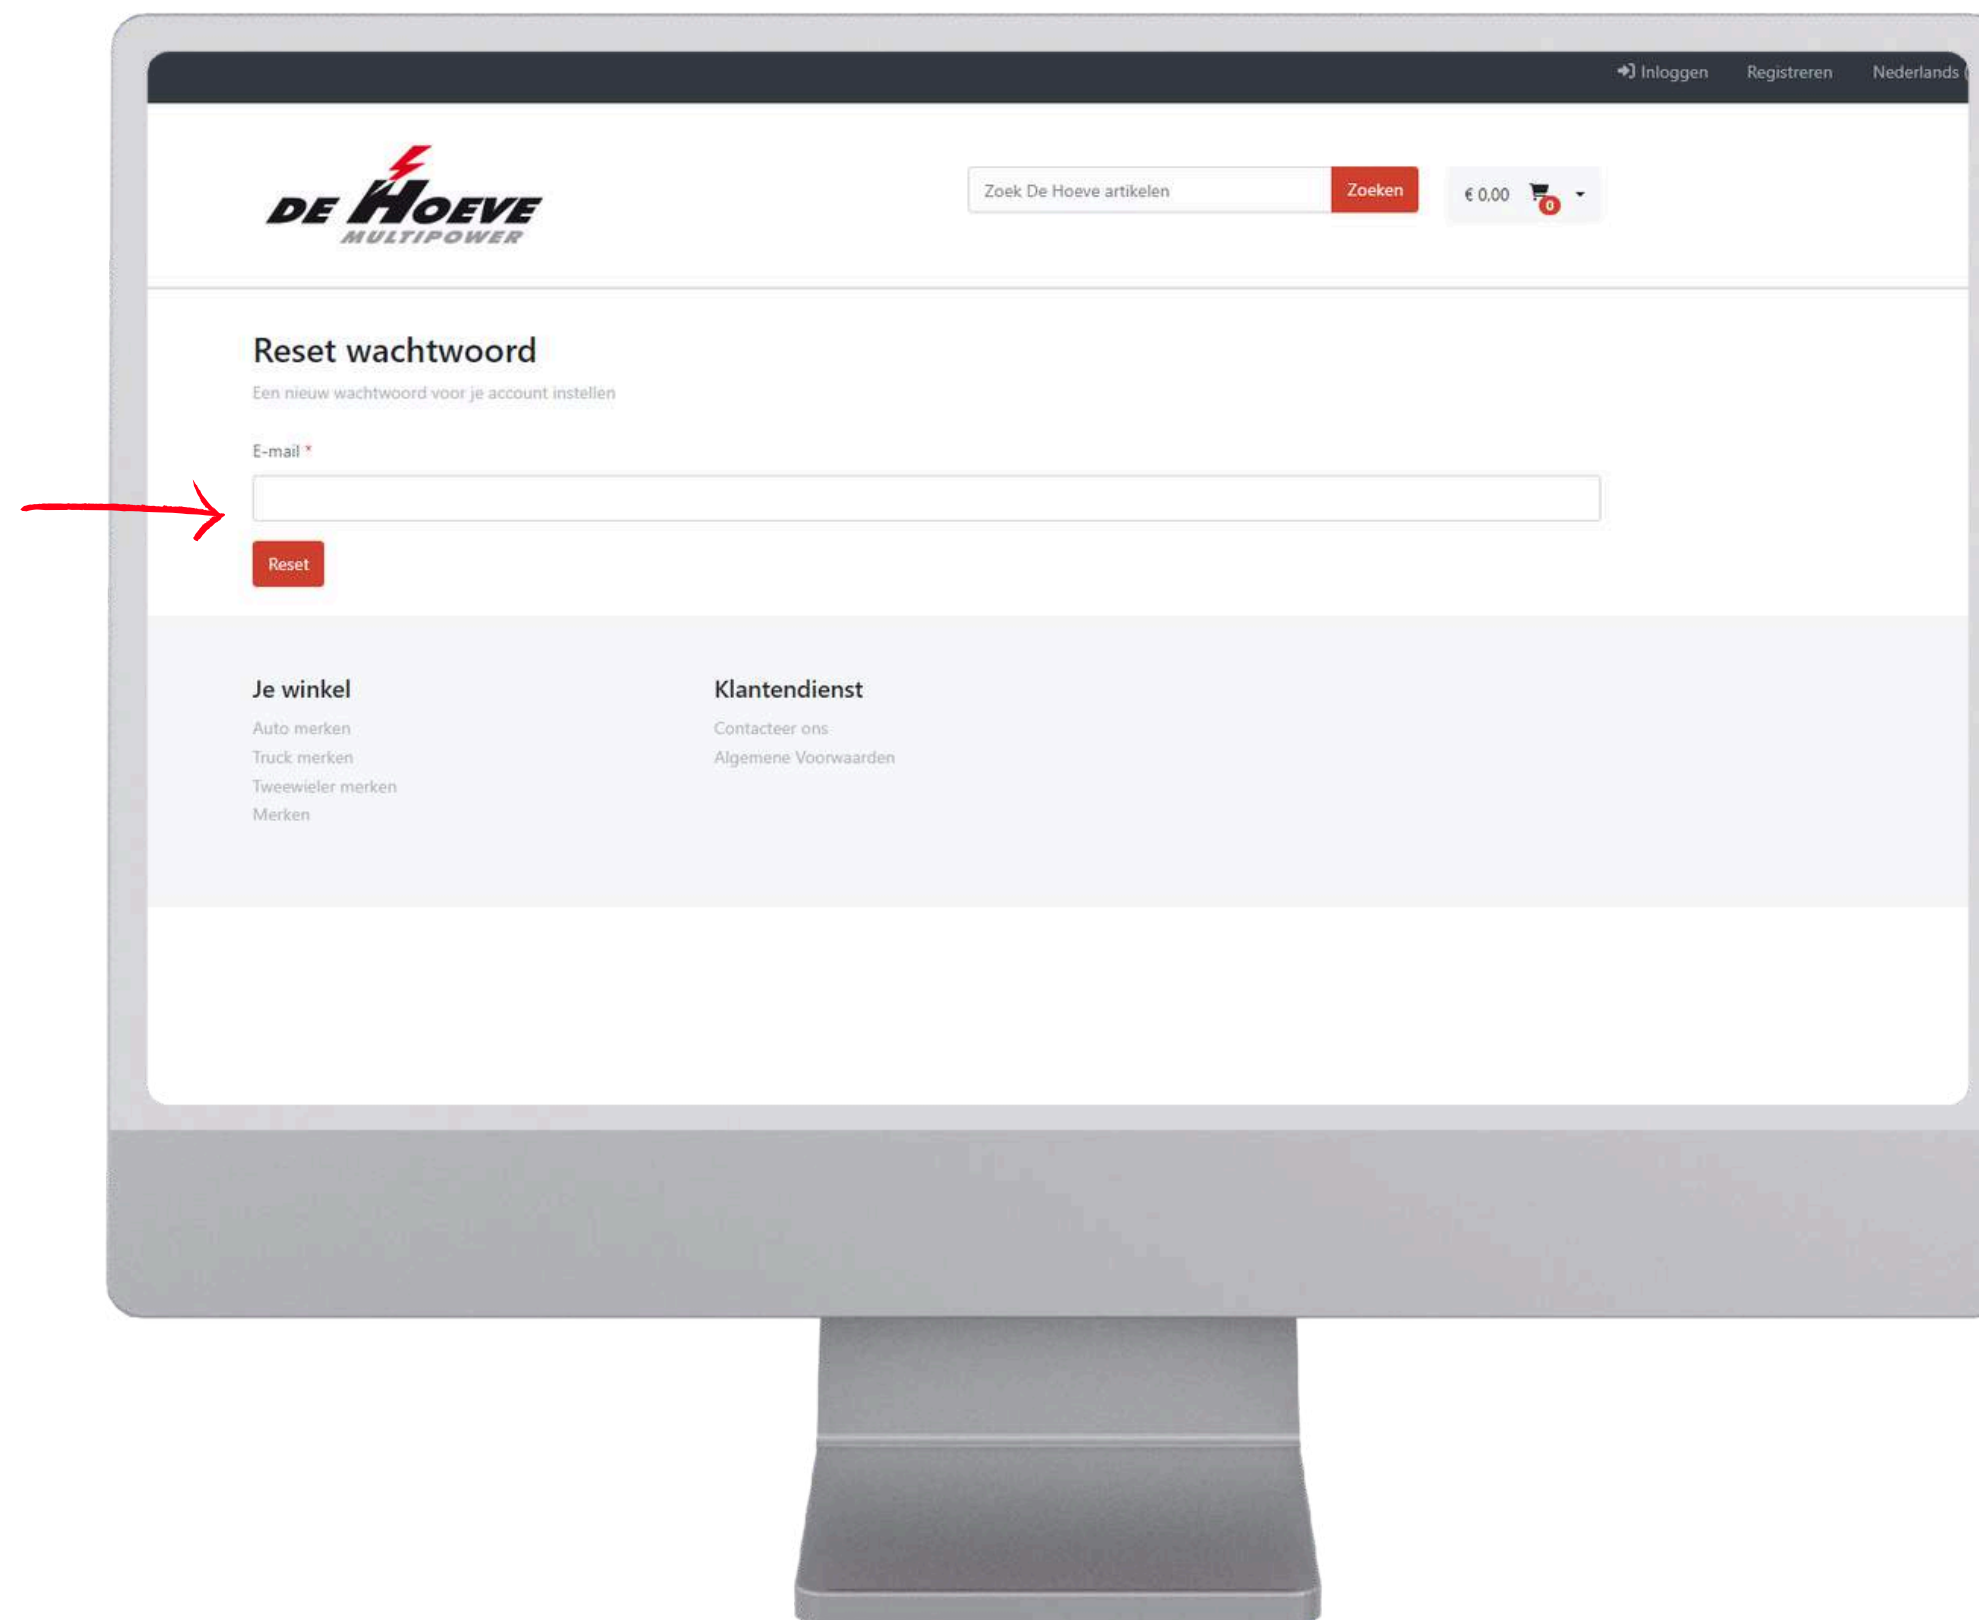 Inloggen Registreren Nederlands (
DE HOEVE
MULTIPOWER
Zoek De Hoeve artikelen Zoeken € 0,00 0
Reset wachtwoord
Een nieuw wachtwoord voor je account instellen
E-mail *
Reset
Je winkel
Auto merken
Truck merken
Tweewieler merken
Merken
Klantendienst
Contacteer ons
Algemene Voorwaarden